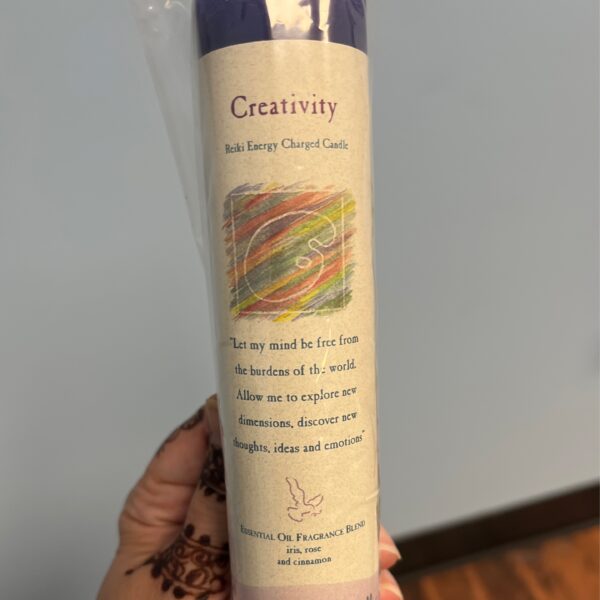 Creativity
Reiki Energy Charged Candle
"Let my mind be free from
the burdens of the world.
Allow me to explore new
dimensions, discover new
thoughts, ideas and emotions"
Essential Oil Fragrance Blend
iris, rose
and cinnamon